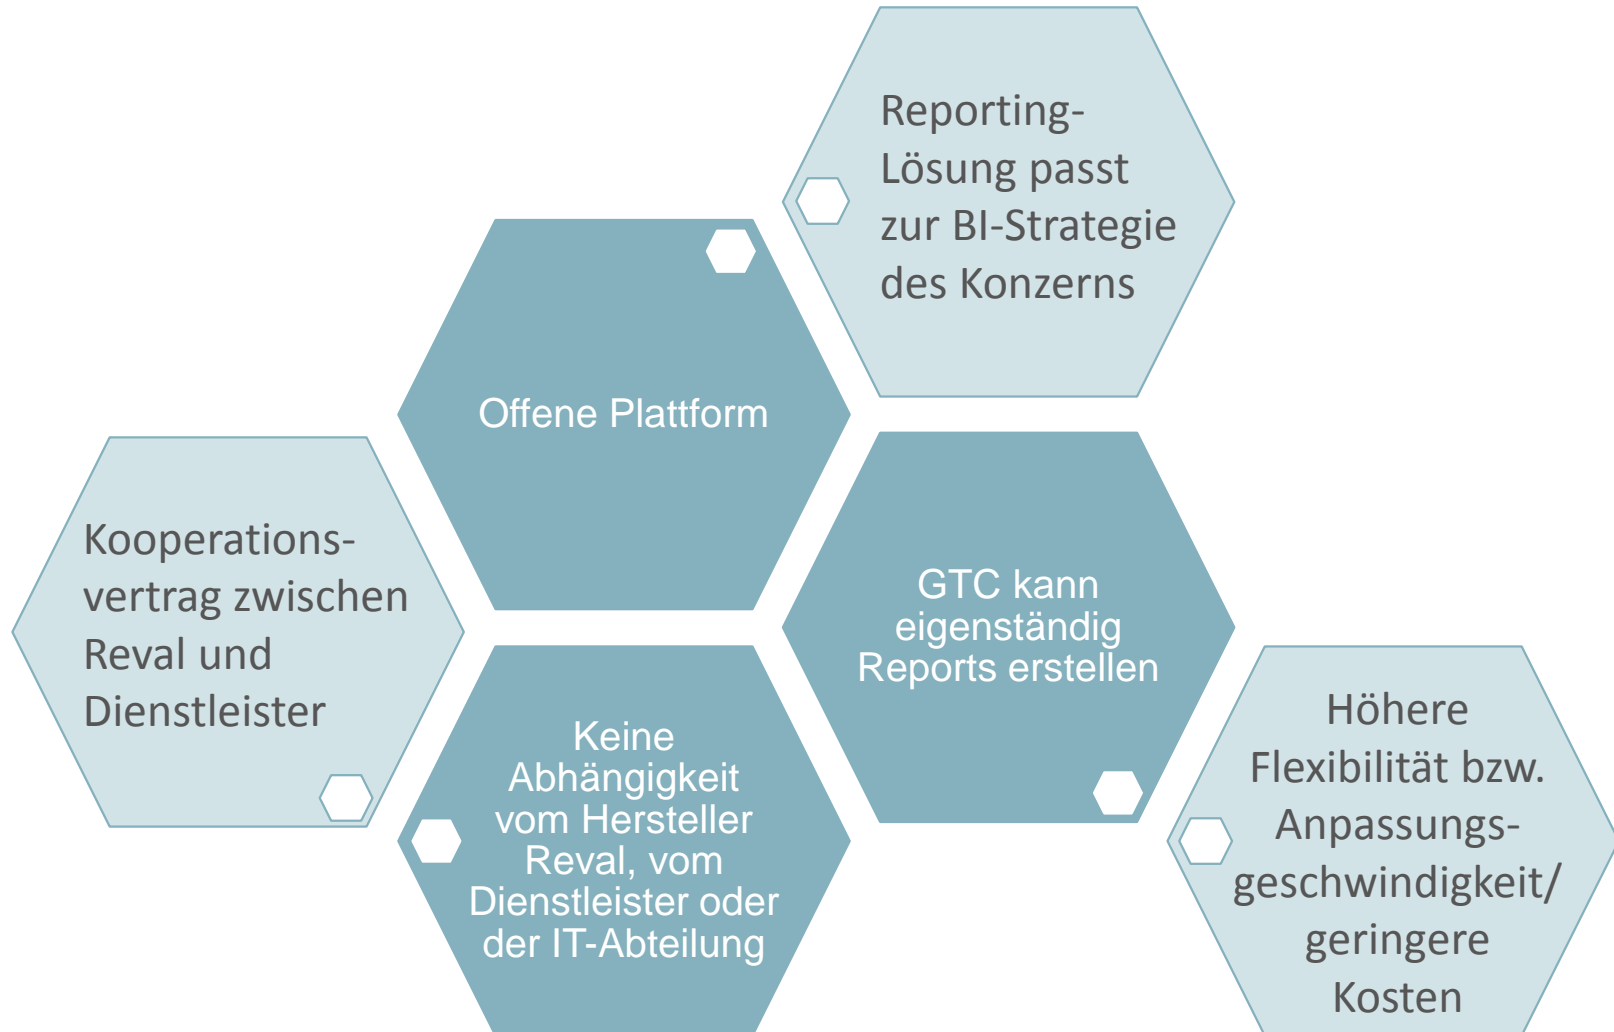 Reporting-
Lösung passt
zur BI-Strategie
des Konzerns
Offene Plattform
Kooperations-
vertrag zwischen
Reval und
Dienstleister
GTC kann
eigenständig
Reports erstellen
Keine
Abhängigkeit
vom Hersteller
Reval, vom
Dienstleister oder
der IT-Abteilung
Höhere
Flexibilität bzw.
Anpassungs-
geschwindigkeit/
geringere
Kosten